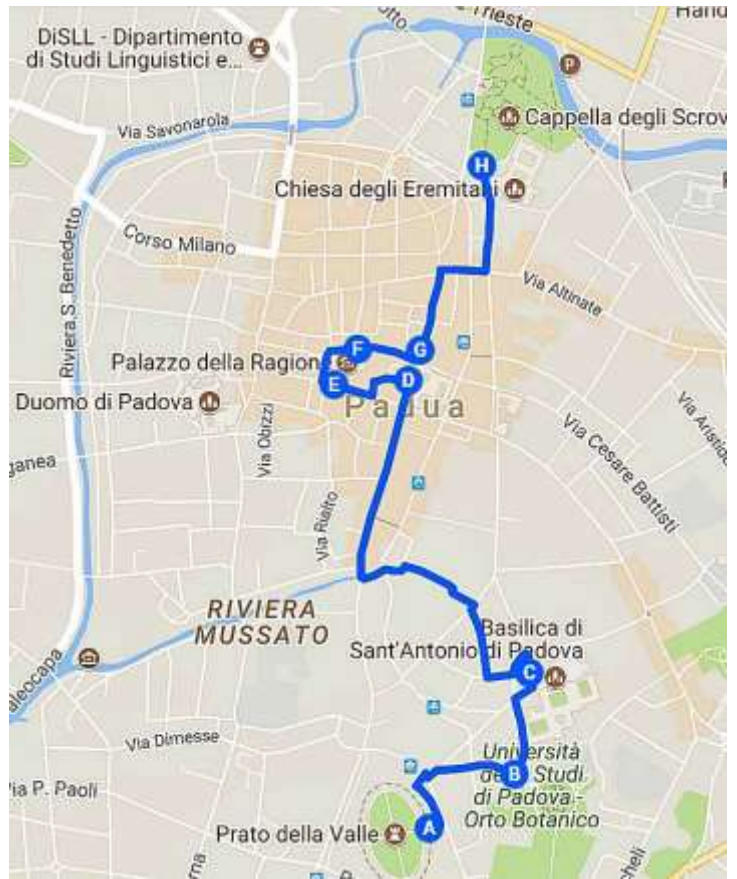 Trieste
Hand
DiSLL - Dipartimento
di Studi Linguistici e...
P
Via Savonarola
Cappella degli Scrov
H
Chiesa degli Eremitani
Riviera S. Benedetto
Corso Milano
Via Altinate
F
G
Palazzo della Ragione
E
D
Duomo di Padova
Padua
Via Obizzi
ganea
Via Aristide
Via Cesare Battisti
Via Rialto
RIVIERA
MUSSATO
Basilica di
Sant'Antonio di Padova
C
aleocapa
Via Dimesse
Università
degli Studi
di Padova -
Orto Botanico
B
ia P. Paoli
A
Prato della Valle
cheli